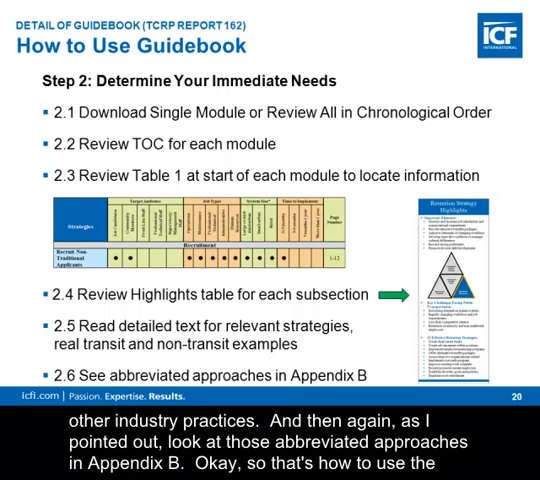 DETAIL OF GUIDEBOOK (TCRP REPORT 162)
How to Use Guidebook
ICF
INTERNATIONAL
Step 2: Determine Your Immediate Needs
2.1 Download Single Module or Review All in Chronological Order
2.2 Review TOC for each module
2.3 Review Table 1 at start of each module to locate information
Target Audience
Job Types
System Size*
Time to Implement
Strategies
Page Number
Recruitment
Recruit Non-Traditional Applicants
1-12
Retention Strategy
Highlights
2.4 Review Highlights table for each subsection
2.5 Read detailed text for relevant strategies,
real transit and non-transit examples
2.6 See abbreviated approaches in Appendix B
icfi.com | Passion. Expertise. Results.
20
other industry practices. And then again, as I
pointed out, look at those abbreviated approaches
in Appendix B. Okay, so that's how to use the